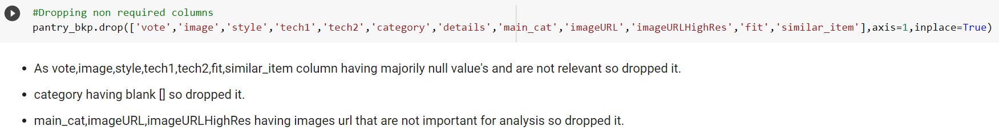 #Dropping non required columns
pantry_bkp.drop(['vote','image','style','tech1','tech2','category','details','main_cat','imageURL','imageURLHighRes','fit','similar_item'],axis=1,inplace=True)
• As vote,image,style,tech1,tech2,fit,similar_item column having majorily null value's and are not relevant so dropped it.
• category having blank [] so dropped it.
• main_cat,imageURL,imageURLHighRes having images url that are not important for analysis so dropped it.